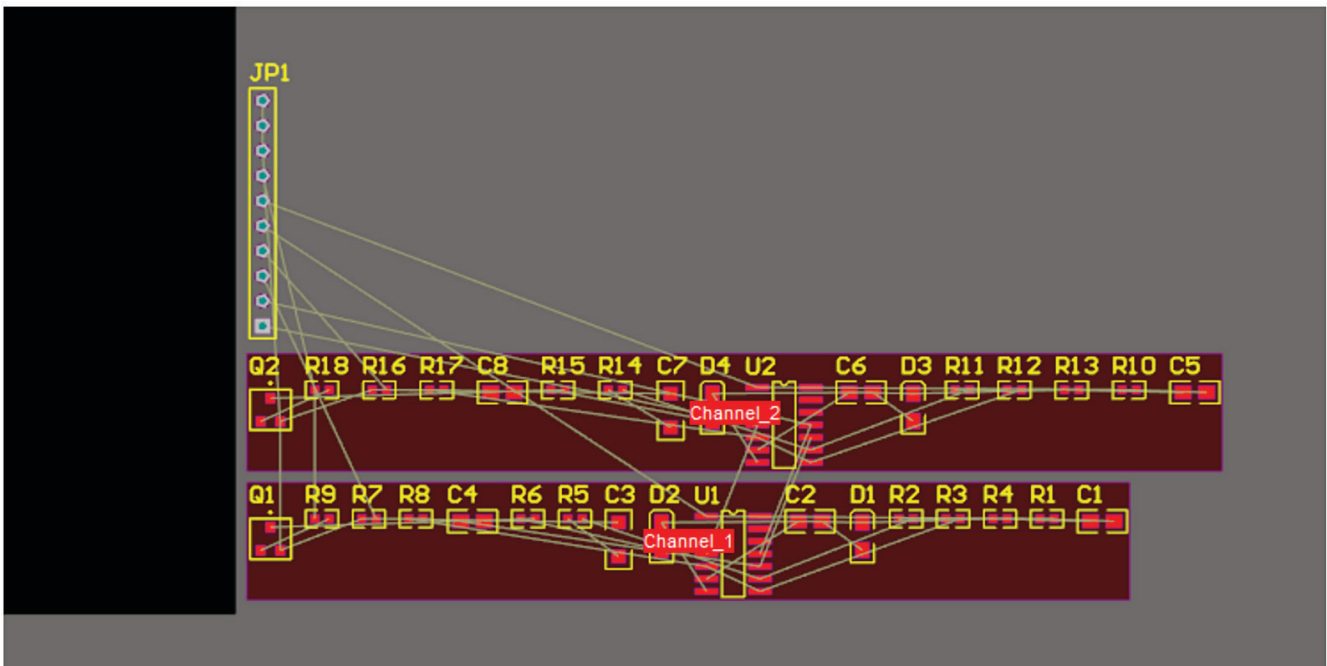 JP1
Q2 R18 R16 R17 C8 R15 R14 C7 D4 U2 C6 D3 R11 R12 R13 R10 C5
Channel_2
Q1 R9 R7 R8 C4 R6 R5 C3 D2 U1 C2 D1 R2 R3 R4 R1 C1
Channel_1